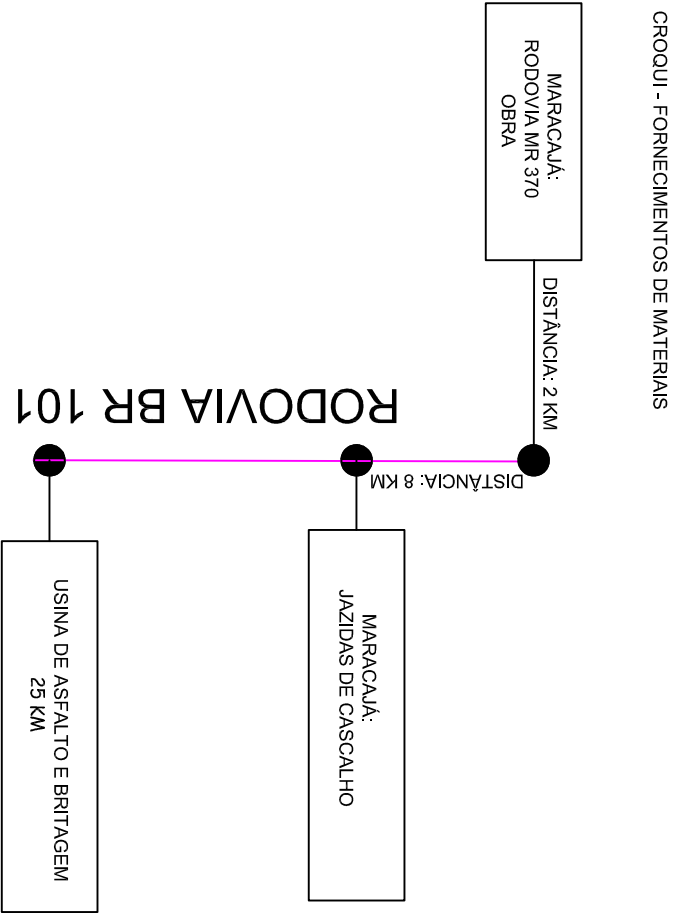 CROQUI - FORNECIMENTOS DE MATERIAIS
MARACAJÁ:
RODOVIA MR 370
OBRA
DISTÂNCIA: 2 KM
DISTÂNCIA: 8 KM
RODOVIA BR 101
MARACAJÁ:
JAZIDAS DE CASCALHO
USINA DE ASFALTO E BRITAGEM
25 KM